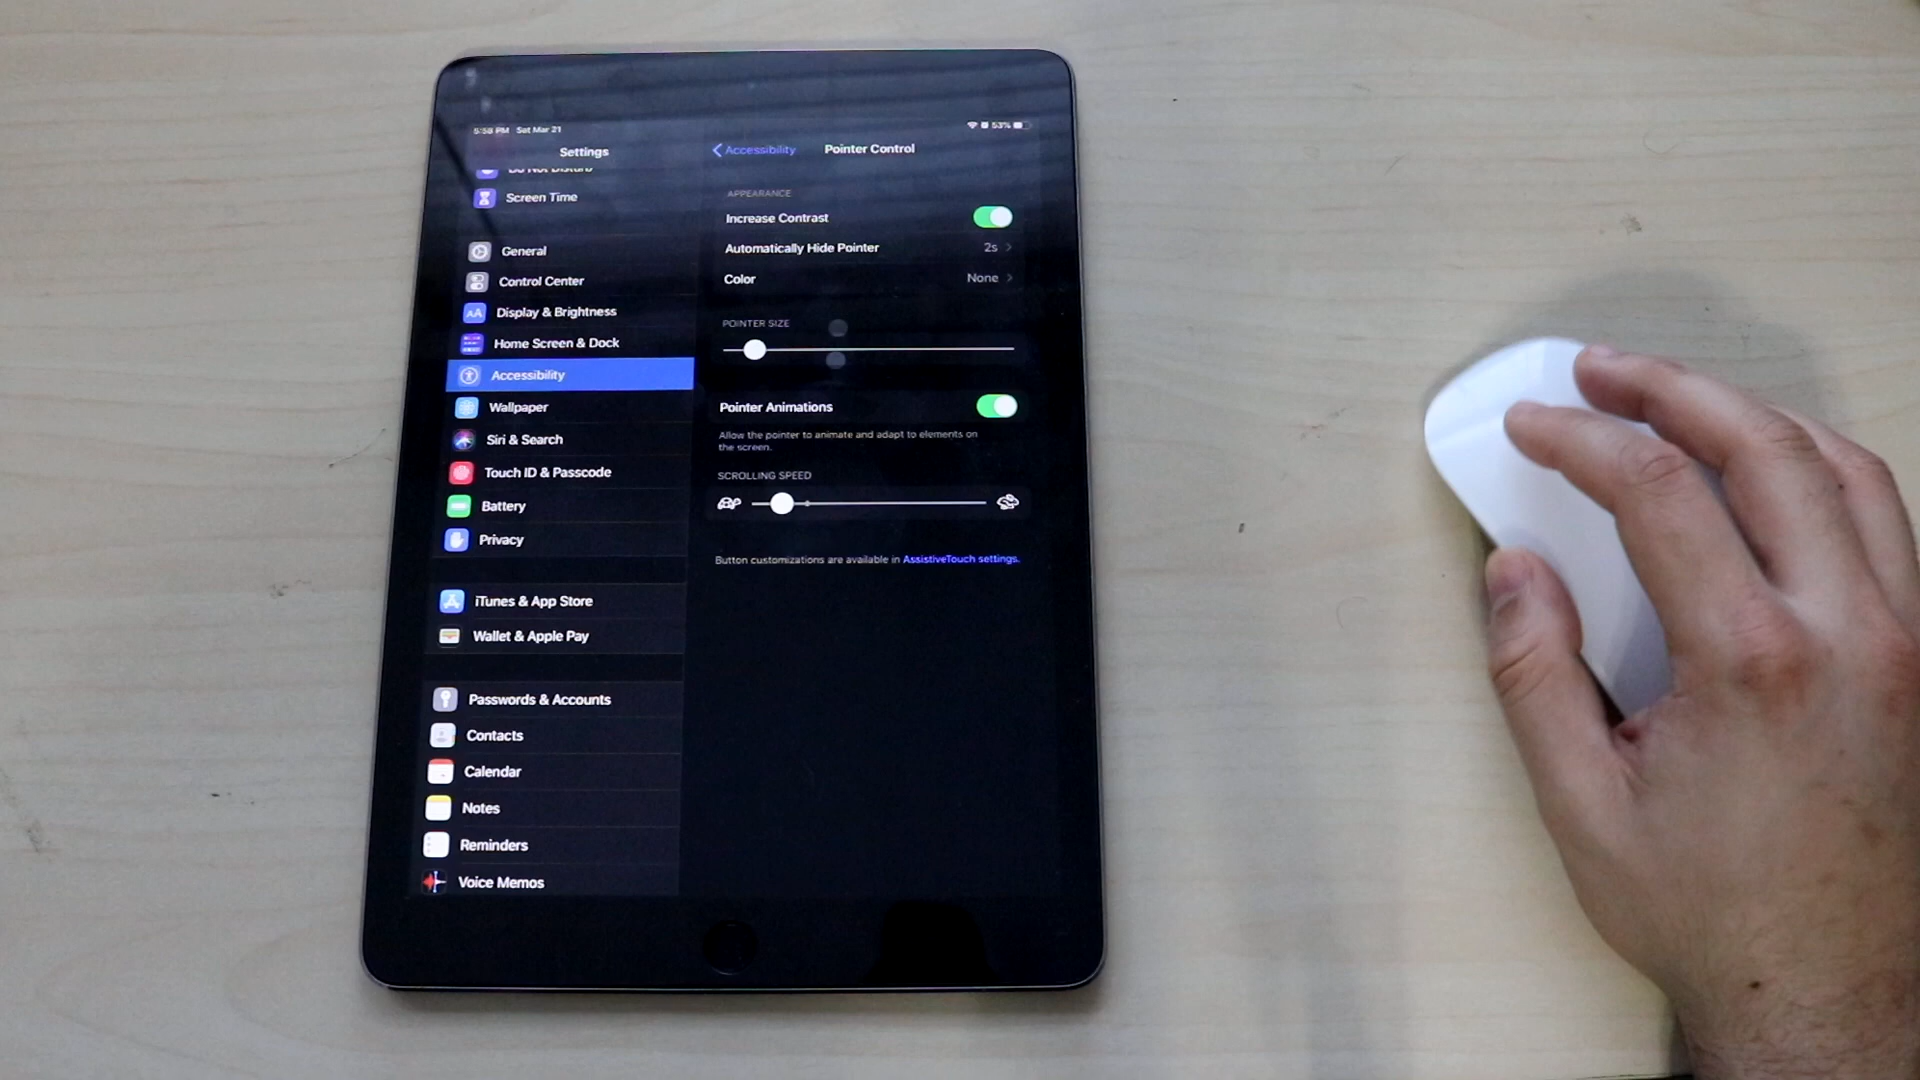 5:58 PM Sat Mar 21
53%
Settings
Do Not Disturb
Screen Time
General
Control Center
Display & Brightness
Home Screen & Dock
Accessibility
Wallpaper
Siri & Search
Touch ID & Passcode
Battery
Privacy
iTunes & App Store
Wallet & Apple Pay
Passwords & Accounts
Contacts
Calendar
Notes
Reminders
Voice Memos
Accessibility Pointer Control
APPEARANCE
Increase Contrast
Automatically Hide Pointer 2s
Color None
POINTER SIZE
Pointer Animations
Allow the pointer to animate and adapt to elements on
the screen.
SCROLLING SPEED
Button customizations are available in AssistiveTouch settings.